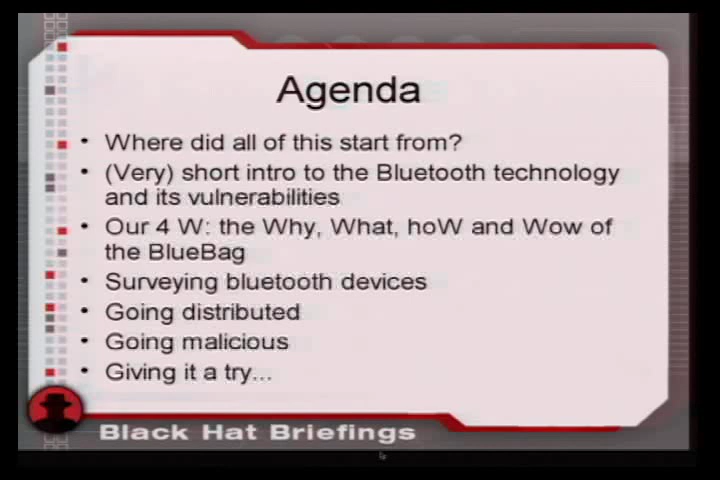 Agenda
• Where did all of this start from?
• (Very) short intro to the Bluetooth technology
and its vulnerabilities
• Our 4 W: the Why, What, hoW and Wow of
the BlueBag
• Surveying bluetooth devices
• Going distributed
• Going malicious
• Giving it a try...
Black Hat Briefings